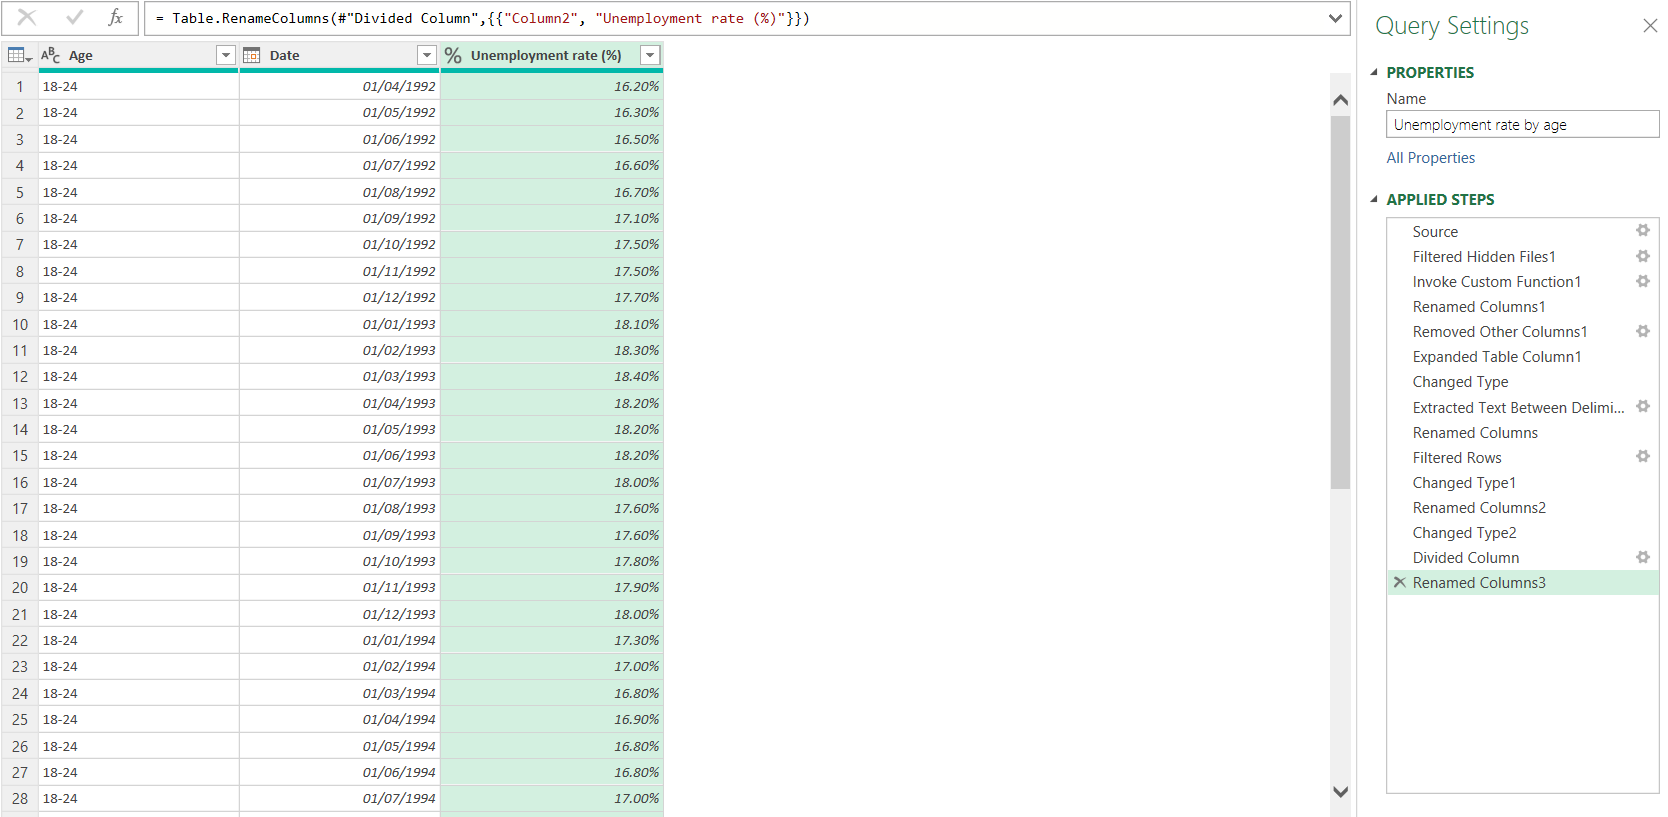 fx = Table.RenameColumns(#"Divided Column",{{"Column2", "Unemployment rate (%)"}})
ABC Age Date % Unemployment rate (%)
1 18-24 01/04/1992 16.20%
2 18-24 01/05/1992 16.30%
3 18-24 01/06/1992 16.50%
4 18-24 01/07/1992 16.60%
5 18-24 01/08/1992 16.70%
6 18-24 01/09/1992 17.10%
7 18-24 01/10/1992 17.50%
8 18-24 01/11/1992 17.50%
9 18-24 01/12/1992 17.70%
10 18-24 01/01/1993 18.10%
11 18-24 01/02/1993 18.30%
12 18-24 01/03/1993 18.40%
13 18-24 01/04/1993 18.20%
14 18-24 01/05/1993 18.20%
15 18-24 01/06/1993 18.20%
16 18-24 01/07/1993 18.00%
17 18-24 01/08/1993 17.60%
18 18-24 01/09/1993 17.60%
19 18-24 01/10/1993 17.80%
20 18-24 01/11/1993 17.90%
21 18-24 01/12/1993 18.00%
22 18-24 01/01/1994 17.30%
23 18-24 01/02/1994 17.00%
24 18-24 01/03/1994 16.80%
25 18-24 01/04/1994 16.90%
26 18-24 01/05/1994 16.80%
27 18-24 01/06/1994 16.80%
28 18-24 01/07/1994 17.00%
Query Settings
PROPERTIES
Name
Unemployment rate by age
All Properties
APPLIED STEPS
Source
Filtered Hidden Files1
Invoke Custom Function1
Renamed Columns1
Removed Other Columns1
Expanded Table Column1
Changed Type
Extracted Text Between Delimi...
Renamed Columns
Filtered Rows
Changed Type1
Renamed Columns2
Changed Type2
Divided Column
Renamed Columns3